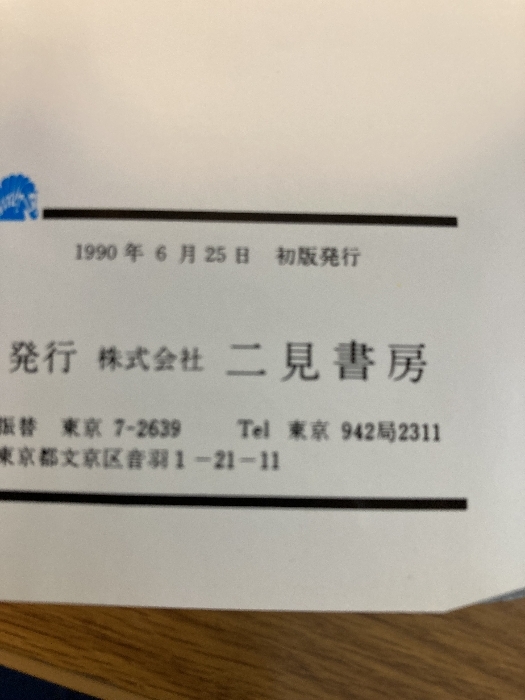 1990年 6 月25日 初版発行
発行 株式会社 二見書房
振替 東京 7-2639 Tel 東京 942局2311
東京都文京区音羽1-21-11